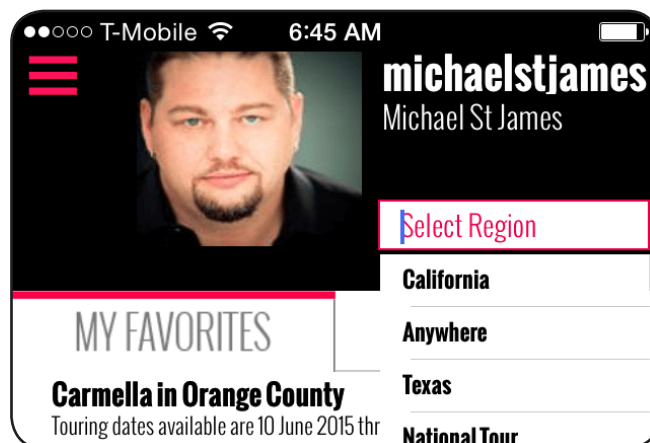 T-Mobile 6:45 AM
michaelstjames
Michael St James
Select Region
California
Anywhere
Texas
National Tour
MY FAVORITES
Carmella in Orange County
Touring dates available are 10 June 2015 thr